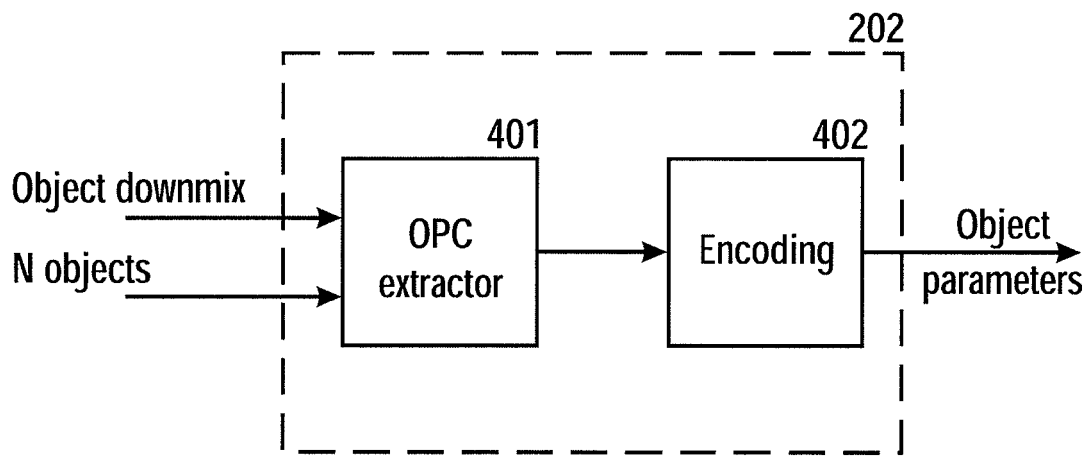 202
401
402
Object downmix
N objects
OPC
extractor
Encoding
Object
parameters